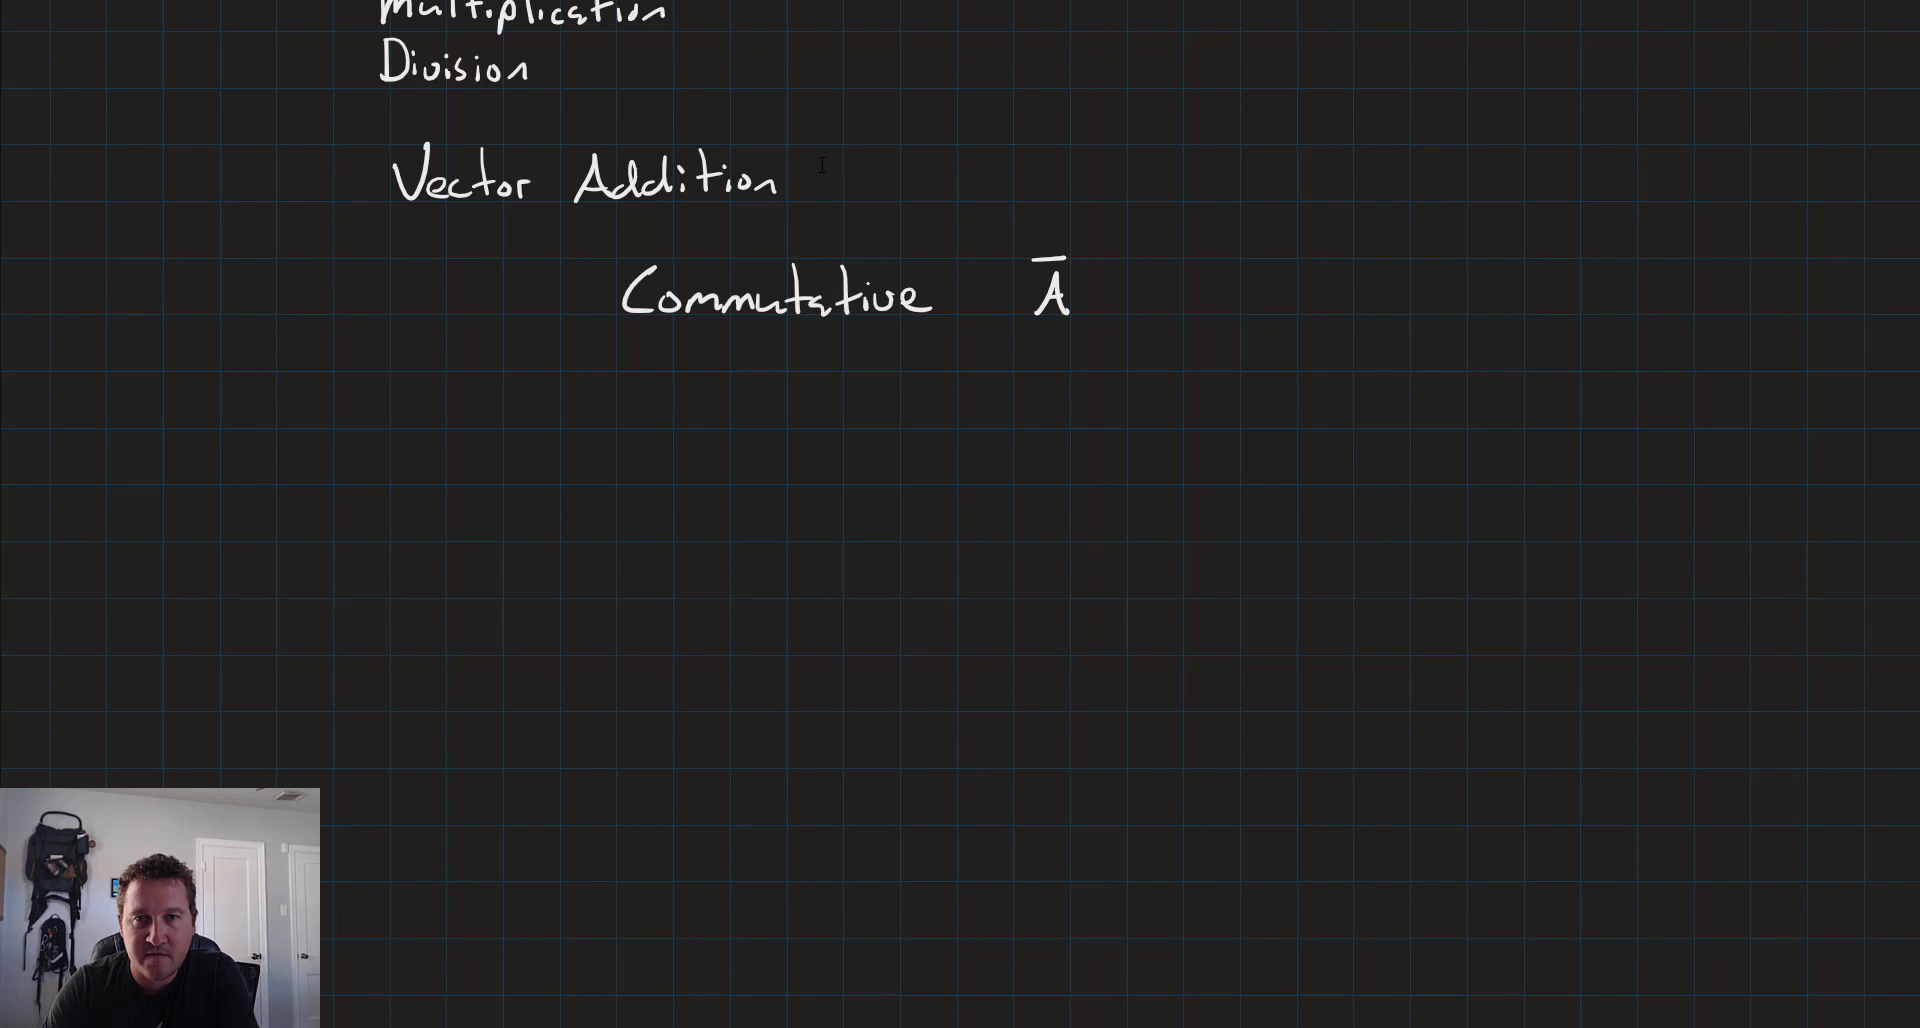 Multiplication
Division
Vector Addition
Commutative A̅